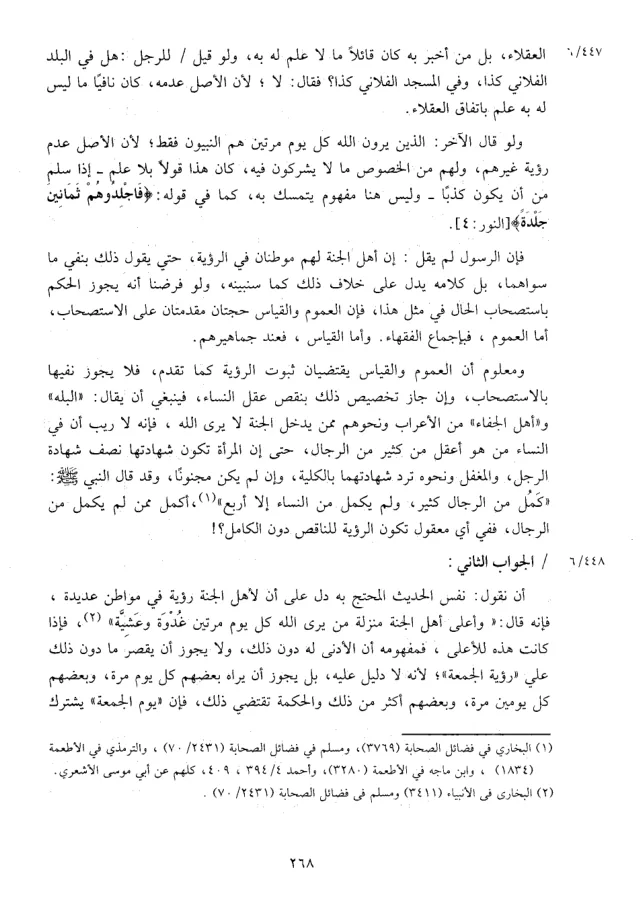 ٦/٤٤٧ العقلاء، بل من أخبر به كان قائلاً ما لا علم له به، ولو قيل / للرجل :هل في البلد
الفلاني كذا، وفي المسجد الفلاني كذا؟ فقال: لا ؛ لأن الأصل عدمه، كان نافيًا ما ليس
له به علم باتفاق العقلاء.
ولو قال الآخر: الذين يرون الله كل يوم مرتين هم النبيون فقط؛ لأن الأصل عدم
رؤية غيرهم، ولهم من الخصوص ما لا يشركون فيه، كان هذا قولاً بلا علم ـ إذا سلم
من أن يكون كذبًا ـ وليس هنا مفهوم يتمسك به، كما في قوله: ﴿فَاجْلِدُوهُمْ ثَمَانِينَ
جَلْدَةً﴾[النور:٤].
فإن الرسول لم يقل : إن أهل الجنة لهم موطنان في الرؤية، حتي يقول ذلك بنفي ما
سواهما، بل كلامه يدل على خلاف ذلك كما سنبينه، ولو فرضنا أنه يجوز الحكم
باستصحاب الحال في مثل هذا، فإن العموم والقياس حجتان مقدمتان على الاستصحاب،
أما العموم ، فبإجماع الفقهاء. وأما القياس ، فعند جماهيرهم.
ومعلوم أن العموم والقياس يقتضيان ثبوت الرؤية كما تقدم، فلا يجوز نفيها
بالاستصحاب، وإن جاز تخصيص ذلك بنقص عقل النساء، فينبغي أن يقال: «البله»
و«أهل الجفاء» من الأعراب ونحوهم ممن يدخل الجنة لا يرى الله ، فإنه لا ريب أن في
النساء من هو أعقل من كثير من الرجال، حتى إن المرأة تكون شهادتها نصف شهادة
الرجل، والمغفل ونحوه ترد شهادتهما بالكلية، وإن لم يكن مجنونًا، وقد قال النبي ﷺ:
«كَمُل من الرجال كثير، ولم يكمل من النساء إلا أربع»(١)،أكمل ممن لم يكمل من
الرجال، ففي أي معقول تكون الرؤية للناقص دون الكامل؟!
٦/٤٤٨ / الجواب الثاني :
أن نقول: نفس الحديث المحتج به دل على أن لأهل الجنة رؤية في مواطن عديدة ،
فإنه قال:« وأعلى أهل الجنة منزلة من يرى الله كل يوم مرتين غُدْوَة وعَشيَّة» (٢)، فإذا
كانت هذه للأعلى ، فمفهومه أن الأدنى له دون ذلك، ولا يجوز أن يقصر ما دون ذلك
علي «رؤية الجمعة»؛ لأنه لا دليل عليه، بل يجوز أن يراه بعضهم كل يوم مرة، وبعضهم
كل يومين مرة، وبعضهم أكثر من ذلك والحكمة تقتضي ذلك، فإن «يوم الجمعة» يشترك
(١) البخاري في فضائل الصحابة (٣٧٦٩)، ومسلم في فضائل الصحابة (٧٠/٢٤٣١) ، والترمذي في الأطعمة
(١٨٣٤) ، وابن ماجه في الأطعمة (٣٢٨٠)، وأحمد ٣٩٤/٤ ، ٤٠٩، كلهم عن أبي موسى الأشعري.
(٢) البخارى فى الأنبياء (٣٤١١) ومسلم فى فضائل الصحابة (٧٠/٢٤٣١) .
٢٦٨